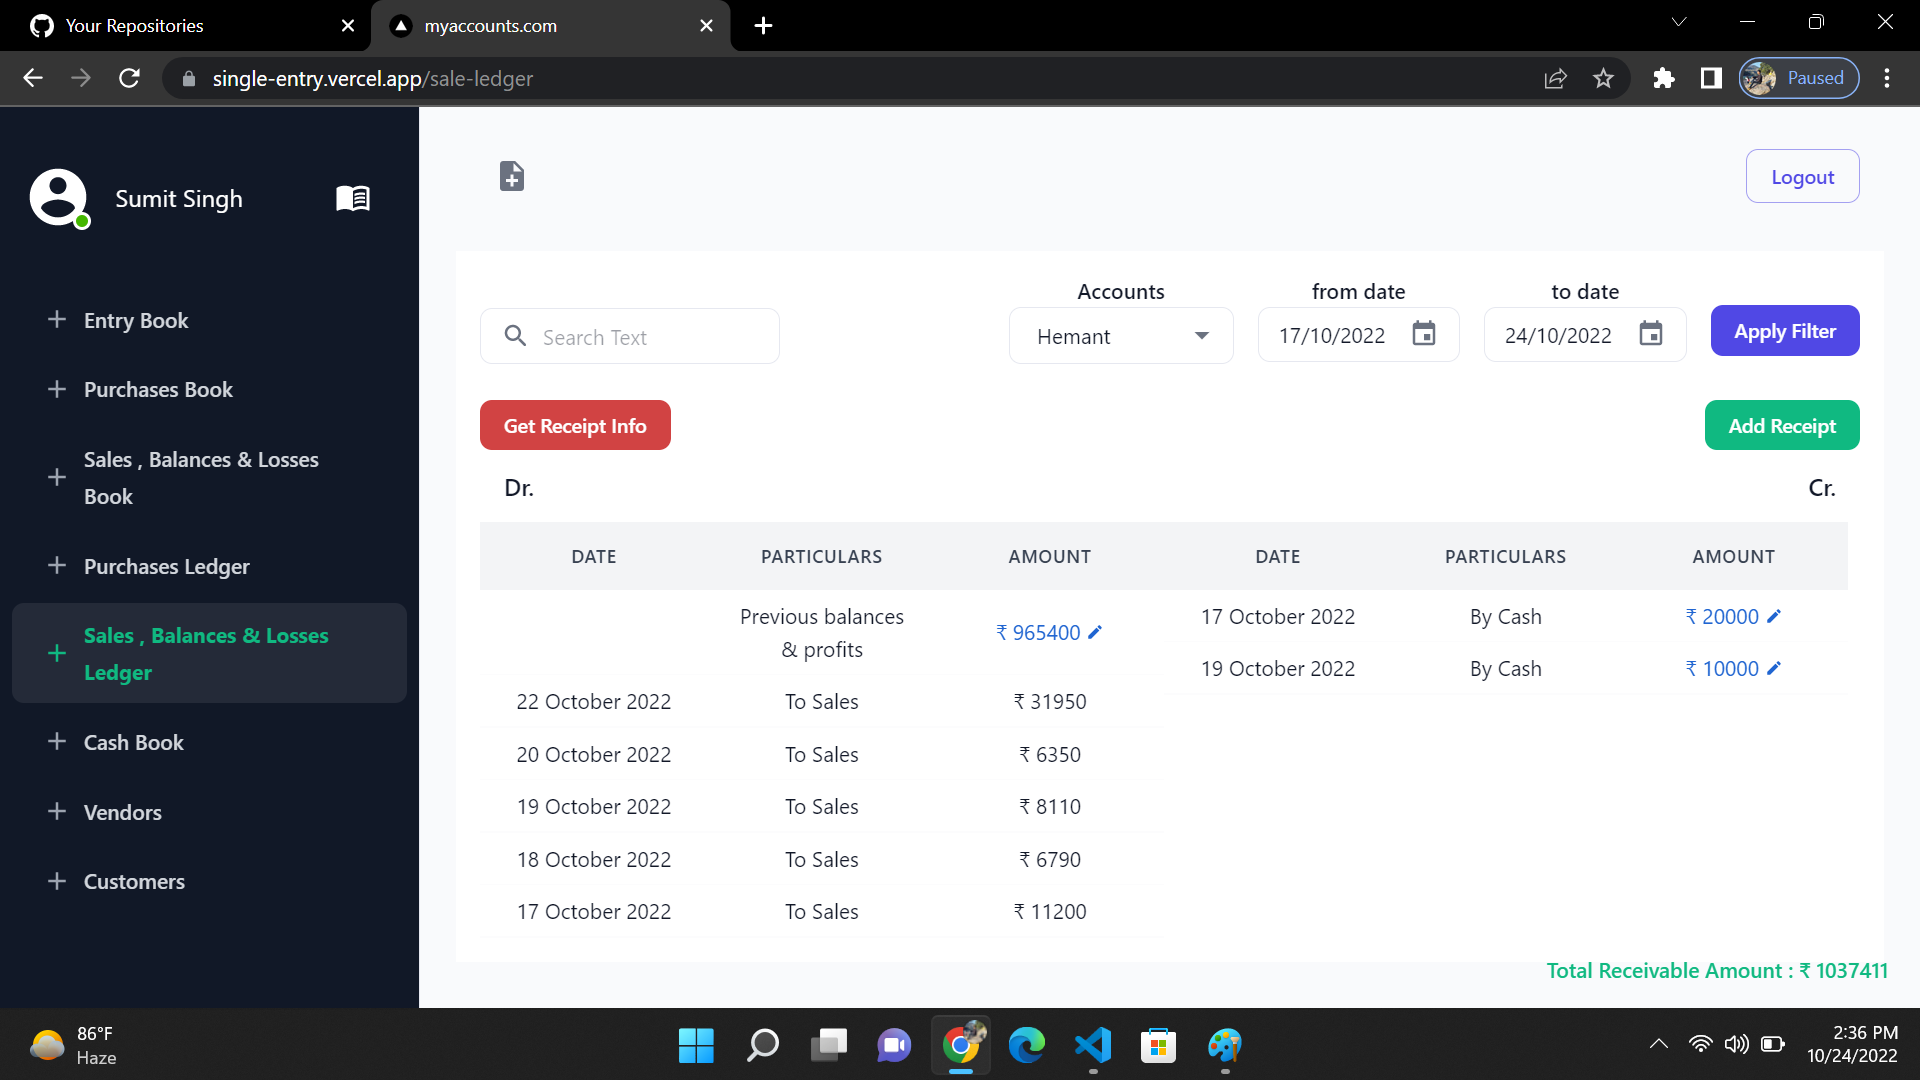 Your Repositories
myaccounts.com
single-entry.vercel.app/sale-ledger
Paused
Sumit Singh
Logout
Entry Book
Purchases Book
Sales , Balances & Losses
Book
Purchases Ledger
Sales , Balances & Losses
Ledger
Cash Book
Vendors
Customers
Accounts
from date
to date
Search Text
Hemant
17/10/2022
24/10/2022
Apply Filter
Get Receipt Info
Add Receipt
Dr.
Cr.
DATE PARTICULARS AMOUNT DATE PARTICULARS AMOUNT
Previous balances
& profits
₹ 965400
22 October 2022 To Sales ₹ 31950
20 October 2022 To Sales ₹ 6350
19 October 2022 To Sales ₹ 8110
18 October 2022 To Sales ₹ 6790
17 October 2022 To Sales ₹ 11200
17 October 2022 By Cash ₹ 20000
19 October 2022 By Cash ₹ 10000
Total Receivable Amount : ₹ 1037411
86°F
Haze
2:36 PM
10/24/2022